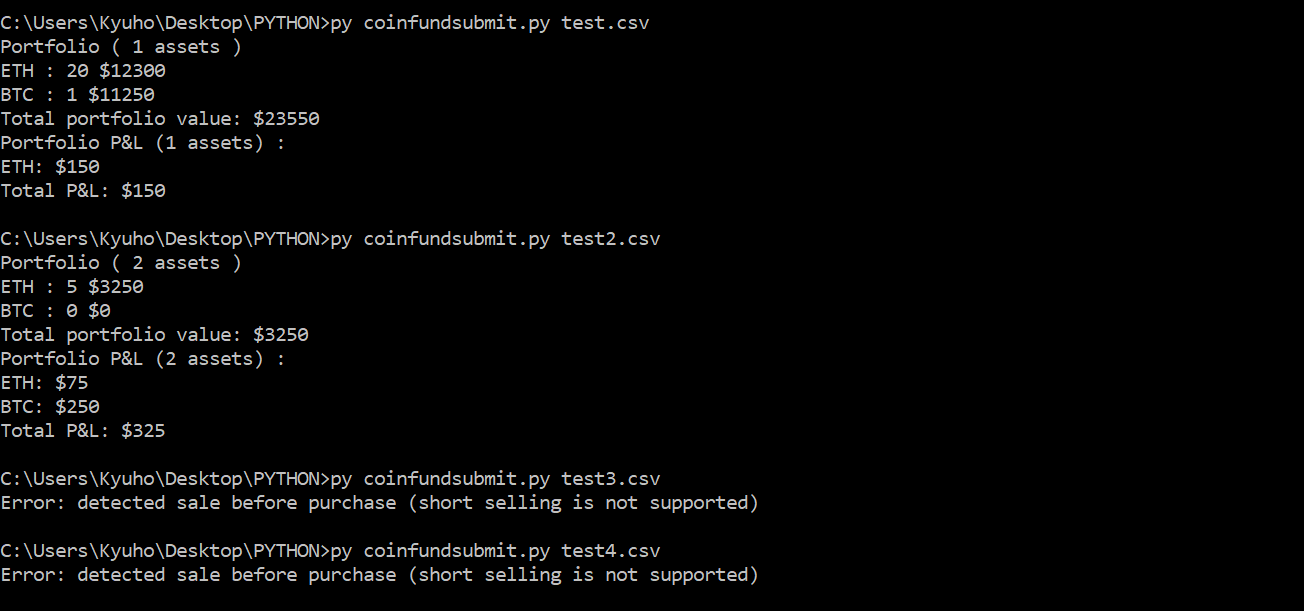 C:\Users\Kyuho\Desktop\PYTHON>py coinfundsubmit.py test.csv
Portfolio ( 1 assets )
ETH : 20 $12300
BTC : 1 $11250
Total portfolio value: $23550
Portfolio P&L (1 assets) :
ETH: $150
Total P&L: $150
C:\Users\Kyuho\Desktop\PYTHON>py coinfundsubmit.py test2.csv
Portfolio ( 2 assets )
ETH : 5 $3250
BTC : 0 $0
Total portfolio value: $3250
Portfolio P&L (2 assets) :
ETH: $75
BTC: $250
Total P&L: $325
C:\Users\Kyuho\Desktop\PYTHON>py coinfundsubmit.py test3.csv
Error: detected sale before purchase (short selling is not supported)
C:\Users\Kyuho\Desktop\PYTHON>py coinfundsubmit.py test4.csv
Error: detected sale before purchase (short selling is not supported)